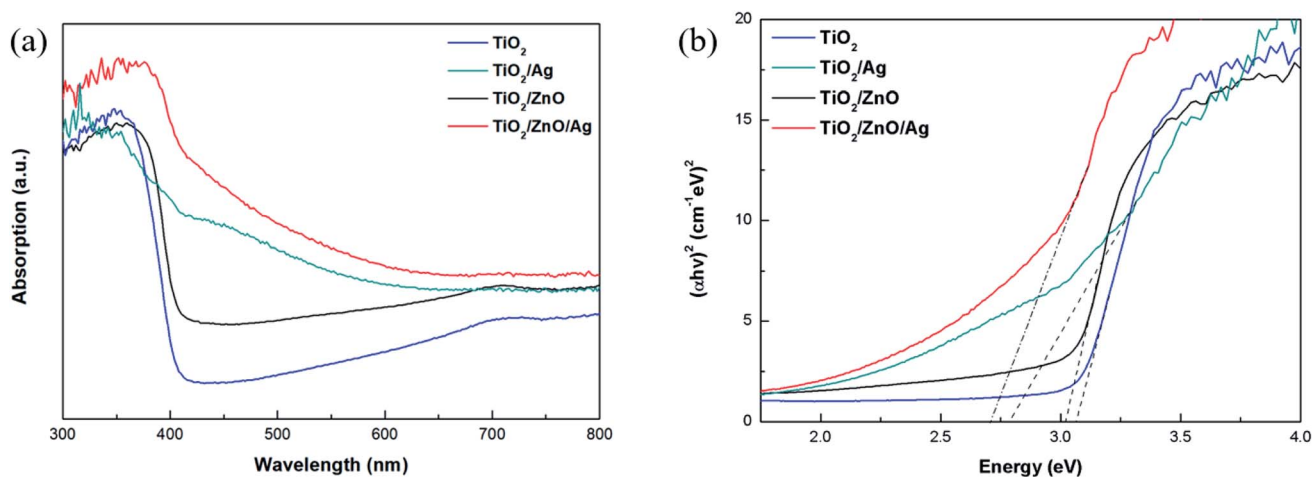 (a)
TiO₂
TiO₂/Ag
TiO₂/ZnO
TiO₂/ZnO/Ag
Absorption (a.u.)
300 400 500 600 700 800
Wavelength (nm)
(b)
TiO₂
TiO₂/Ag
TiO₂/ZnO
TiO₂/ZnO/Ag
(αhν)² (cm⁻¹eV)²
20
15
10
5
0
2.0 2.5 3.0 3.5 4.0
Energy (eV)